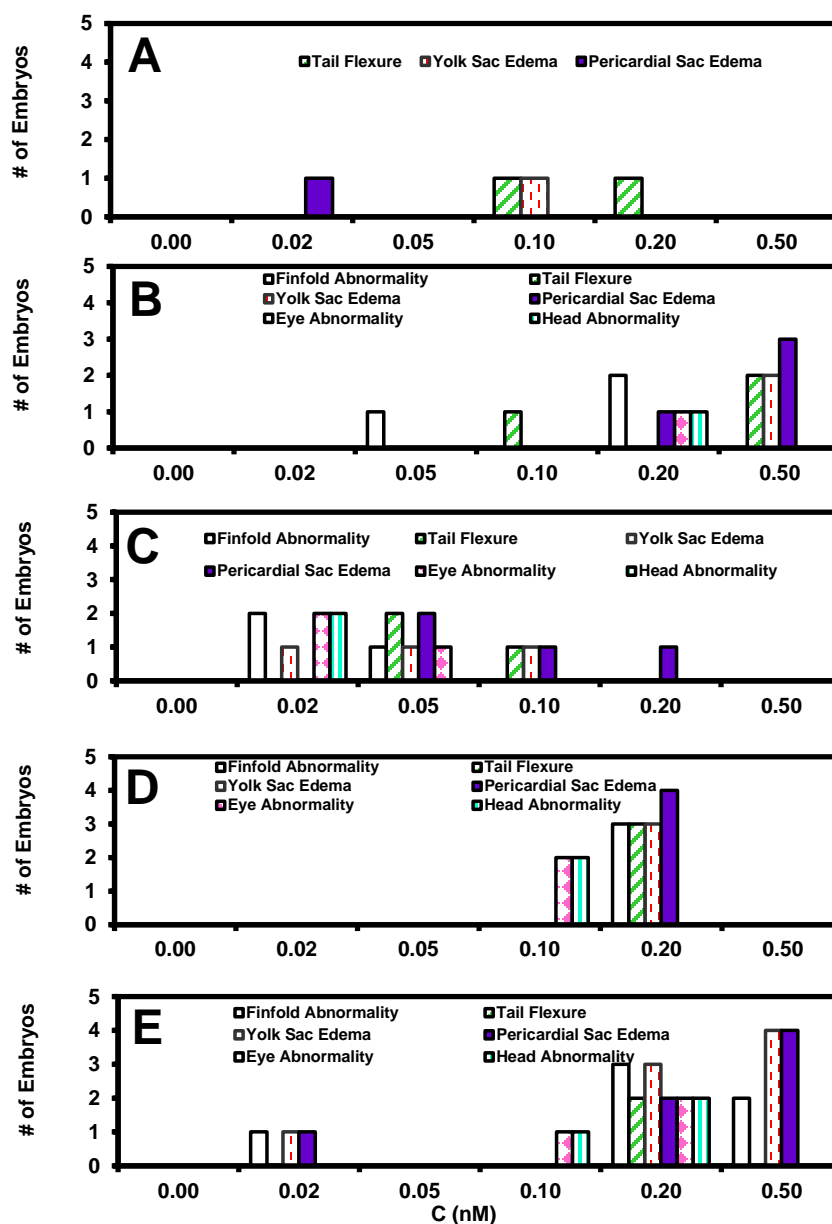 5
A
Tail Flexure Yolk Sac Edema Pericardial Sac Edema
4
3
2
1
0
# of Embryos
0.00 0.02 0.05 0.10 0.20 0.50
5
B
Finfold Abnormality Tail Flexure
4
Yolk Sac Edema Pericardial Sac Edema
Eye Abnormality Head Abnormality
3
2
1
0
# of Embryos
0.00 0.02 0.05 0.10 0.20 0.50
5
C
Finfold Abnormality Tail Flexure Yolk Sac Edema
4
Pericardial Sac Edema Eye Abnormality Head Abnormality
3
2
1
0
# of Embryos
0.00 0.02 0.05 0.10 0.20 0.50
5
D
Finfold Abnormality Tail Flexure
Yolk Sac Edema Pericardial Sac Edema
4
Eye Abnormality Head Abnormality
3
2
1
0
# of Embryos
0.00 0.02 0.05 0.10 0.20 0.50
5
E
Finfold Abnormality Tail Flexure
4
Yolk Sac Edema Pericardial Sac Edema
Eye Abnormality Head Abnormality
3
2
1
0
# of Embryos
0.00 0.02 0.05 0.10 0.20 0.50
C (nM)